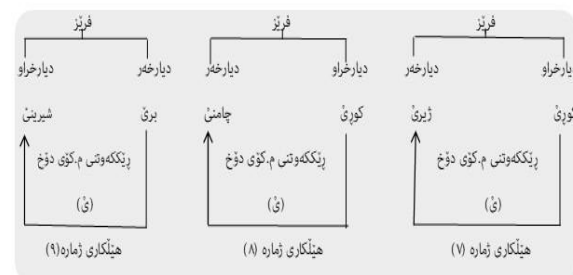 فرێز
دیارخراو دیارخەر
کوڕێ ژیرێ
ڕێککەوتنی م.کۆی دۆخ
(ێ)
هێڵکاری ژمارە (٧)
فرێز
دیارخراو دیارخەر
کوڕێ چامنێ
ڕێککەوتنی م.کۆی دۆخ
(ێ)
هێڵکاری ژمارە (٨)
فرێز
دیارخەر دیارخراو
برێ شیرینێ
ڕێککەوتنی م.کۆی دۆخ
(ێ)
هێڵکاری ژمارە(٩)